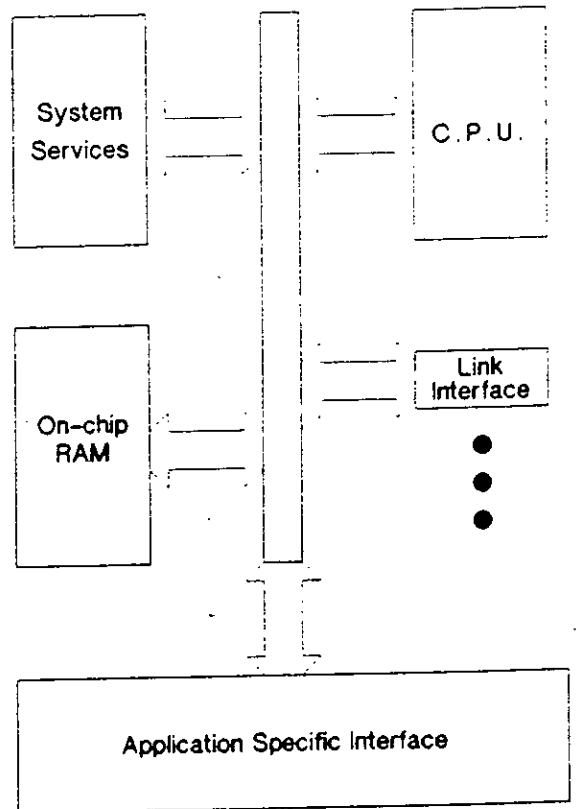 System
Services
C.P.U.
On-chip
RAM
Link
Interface
Application Specific Interface